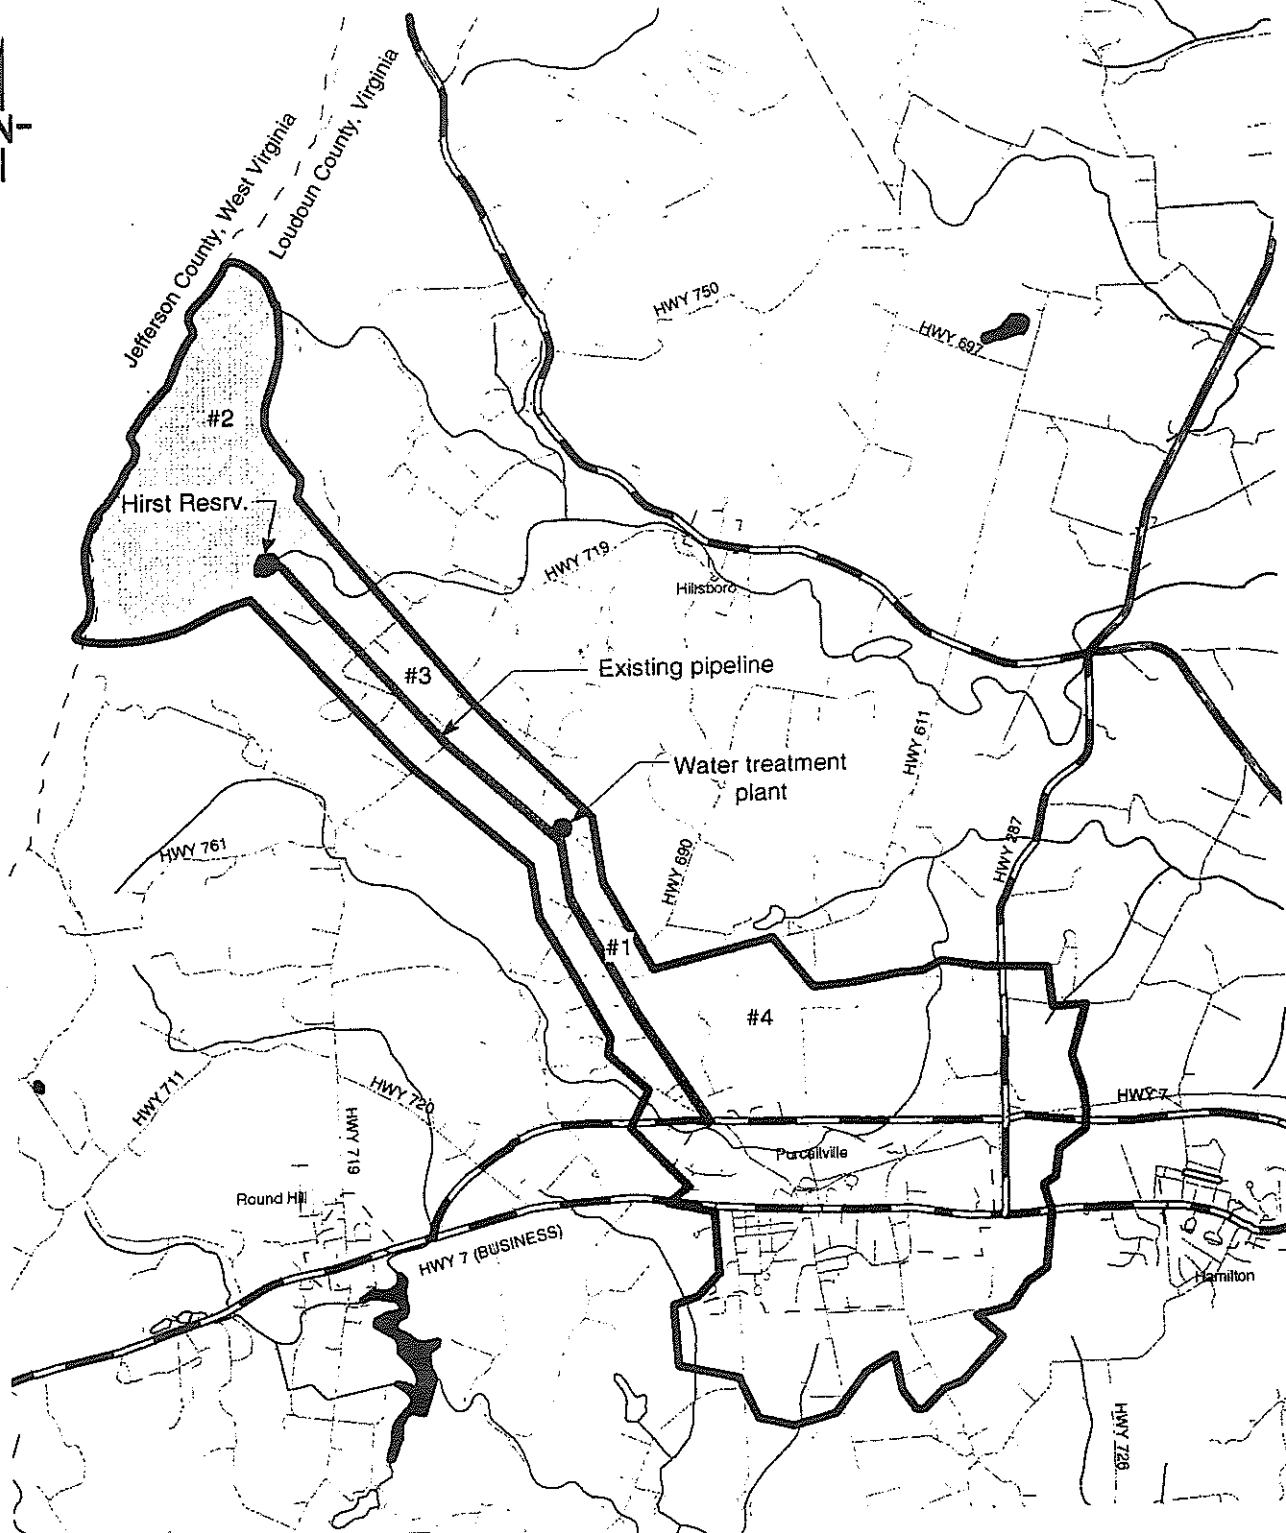 N
Jefferson County, West Virginia
Loudoun County, Virginia
HWY 750
HWY 697
#2
Hirst Resrv.
HWY 719
Hillsboro
#3
Existing pipeline
Water treatment
plant
HWY 611
HWY 761
HWY 690
HWY 287
#1
#4
HWY 711
HWY 720
HWY 719
HWY 7
Purcellville
Round Hill
HWY 7 (BUSINESS)
Hamilton
HWY 726